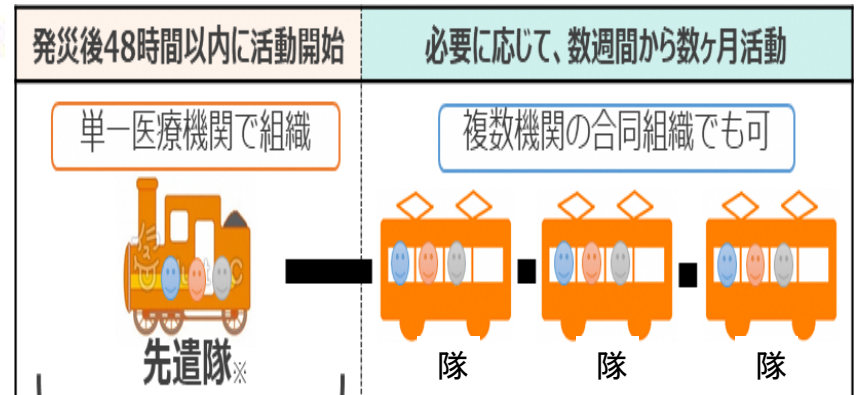 発災後48時間以内に活動開始
必要に応じて、数週間から数ヶ月活動
単一医療機関で組織
複数機関の合同組織でも可
先遣隊※
隊
隊
隊